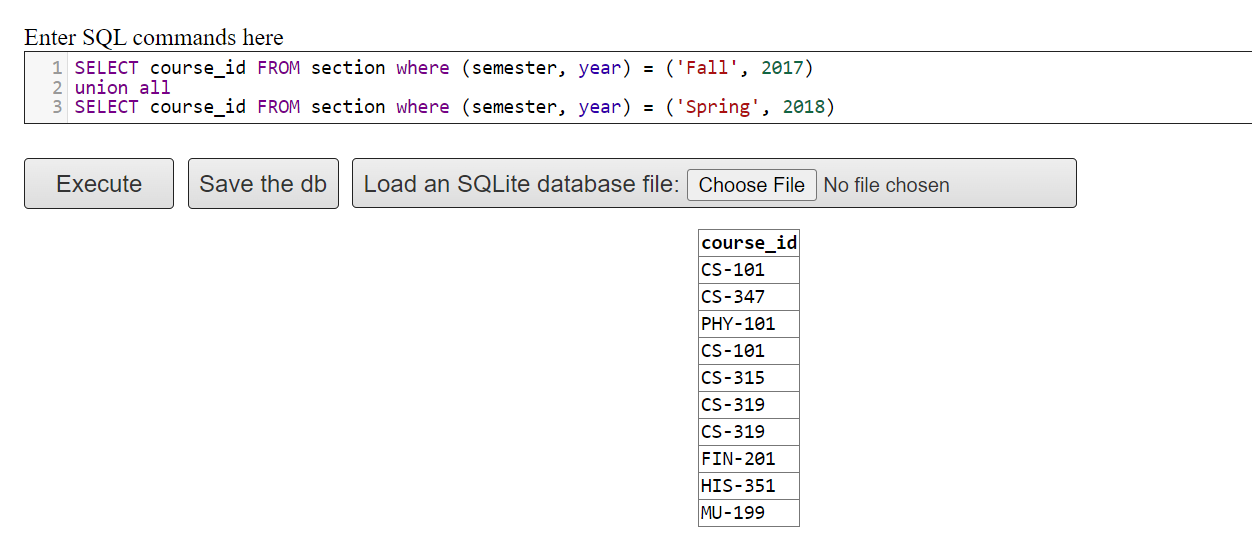 Enter SQL commands here
1 SELECT course_id FROM section where (semester, year) = ('Fall', 2017)
2 union all
3 SELECT course_id FROM section where (semester, year) = ('Spring', 2018)
Execute Save the db Load an SQLite database file: Choose File No file chosen
course_id
CS-101
CS-347
PHY-101
CS-101
CS-315
CS-319
CS-319
FIN-201
HIS-351
MU-199